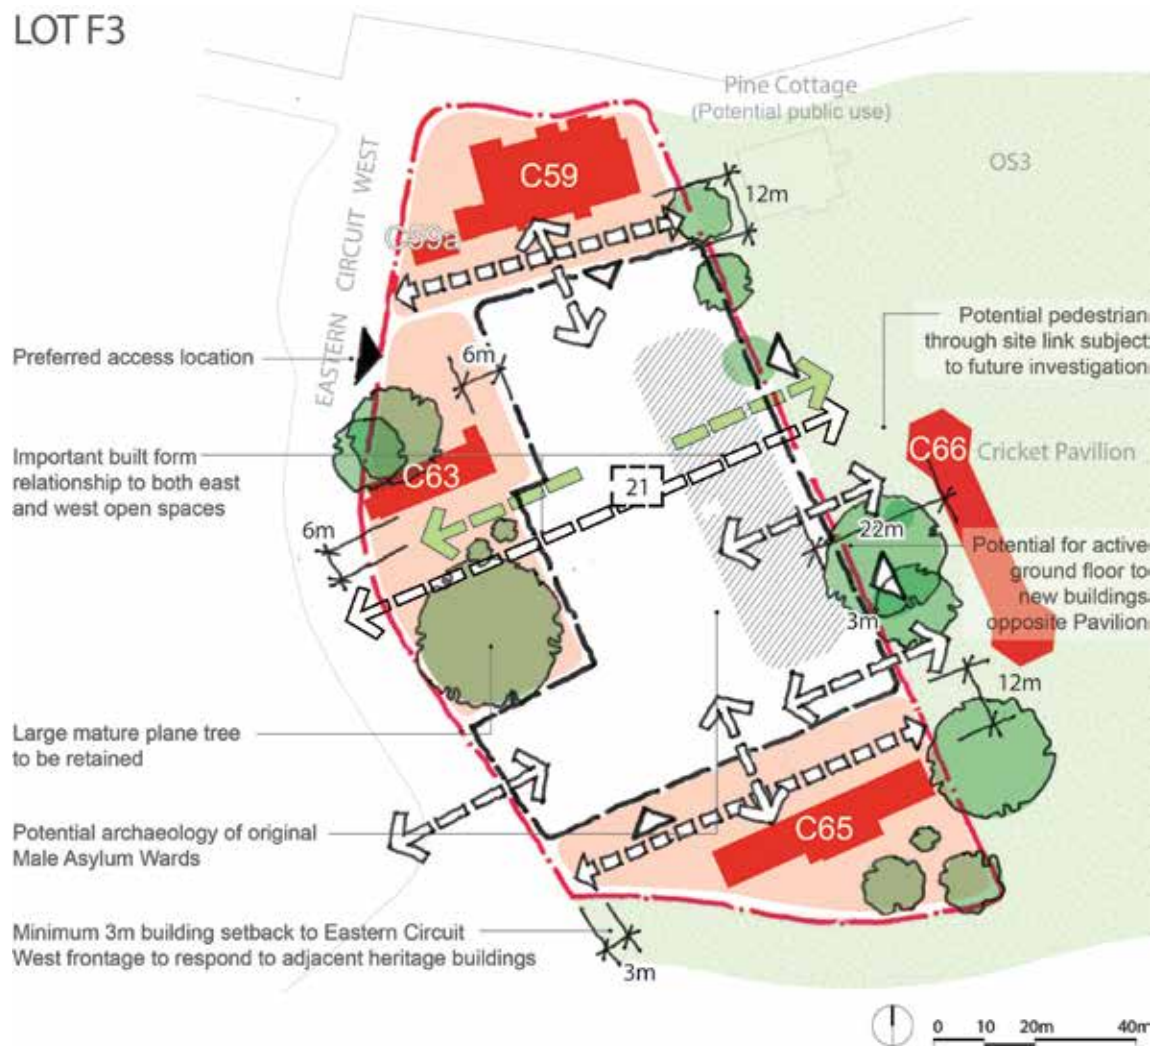 LOT F3
Pine Cottage
(Potential public use)
OS3
EASTERN CIRCUIT WEST
C59
C59a
12m
Preferred access location
6m
Potential pedestrian
through site link subject
to future investigation
Important built form
relationship to both east
and west open spaces
C63
21
C66
Cricket Pavilion
6m
22m
Potential for active
ground floor to
new buildings
opposite Pavilion
3m
12m
Large mature plane tree
to be retained
Potential archaeology of original
Male Asylum Wards
C65
Minimum 3m building setback to Eastern Circuit
West frontage to respond to adjacent heritage buildings
3m
0 10 20m 40m